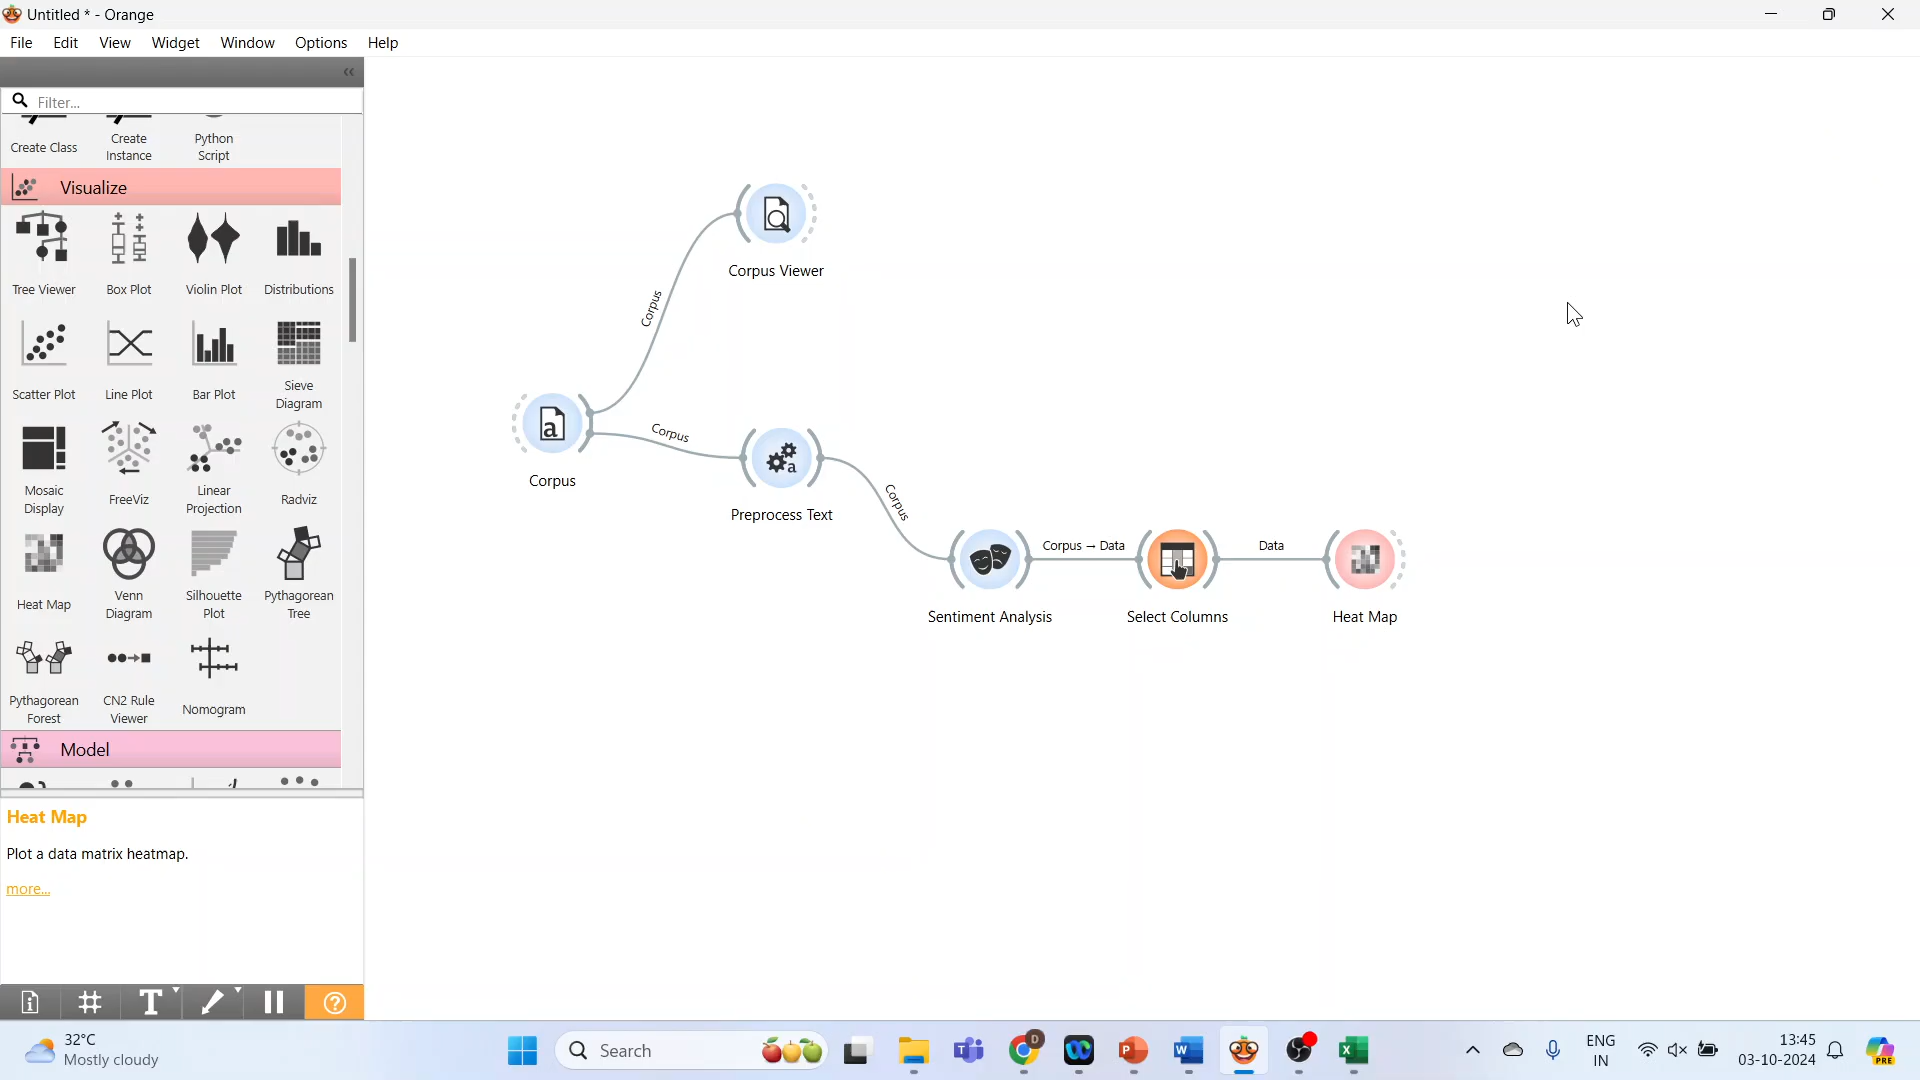 Untitled * - Orange
File Edit View Widget Window Options Help
Filter...
Create Class
Create
Instance
Python
Script
Visualize
Tree Viewer
Box Plot
Violin Plot
Distributions
Scatter Plot
Line Plot
Bar Plot
Sieve
Diagram
Mosaic
Display
FreeViz
Linear
Projection
Radviz
Heat Map
Venn
Diagram
Silhouette
Plot
Pythagorean
Tree
Pythagorean
Forest
CN2 Rule
Viewer
Nomogram
Model
Heat Map
Plot a data matrix heatmap.
more...
Corpus Viewer
Corpus
Corpus
a
Corpus
a
Preprocess Text
Corpus
Sentiment Analysis
Corpus → Data
Select Columns
Data
Heat Map
32°C
Mostly cloudy
Search
D
ENG
IN
13:45
03-10-2024
PRE